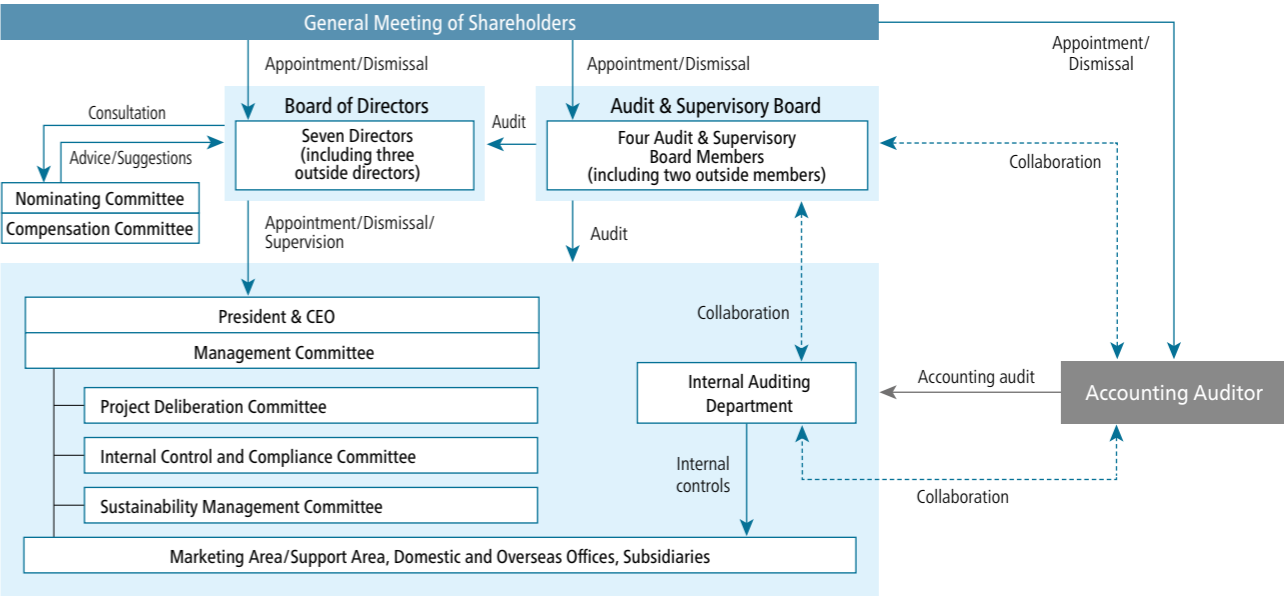 General Meeting of Shareholders
Appointment/Dismissal
Appointment/Dismissal
Appointment/
Dismissal
Consultation
Advice/Suggestions
Board of Directors
Seven Directors
(including three
outside directors)
Audit
Audit & Supervisory Board
Four Audit & Supervisory
Board Members
(including two outside members)
Collaboration
Nominating Committee
Compensation Committee
Appointment/Dismissal/
Supervision
Audit
President & CEO
Management Committee
Project Deliberation Committee
Internal Control and Compliance Committee
Sustainability Management Committee
Collaboration
Internal Auditing
Department
Internal
controls
Accounting audit
Accounting Auditor
Collaboration
Marketing Area/Support Area, Domestic and Overseas Offices, Subsidiaries